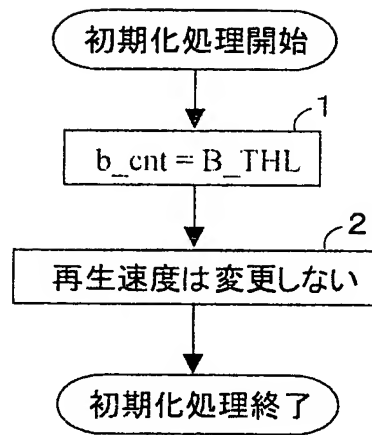 初期化処理開始
1
b_cnt = B_THL
2
再生速度は変更しない
初期化処理終了